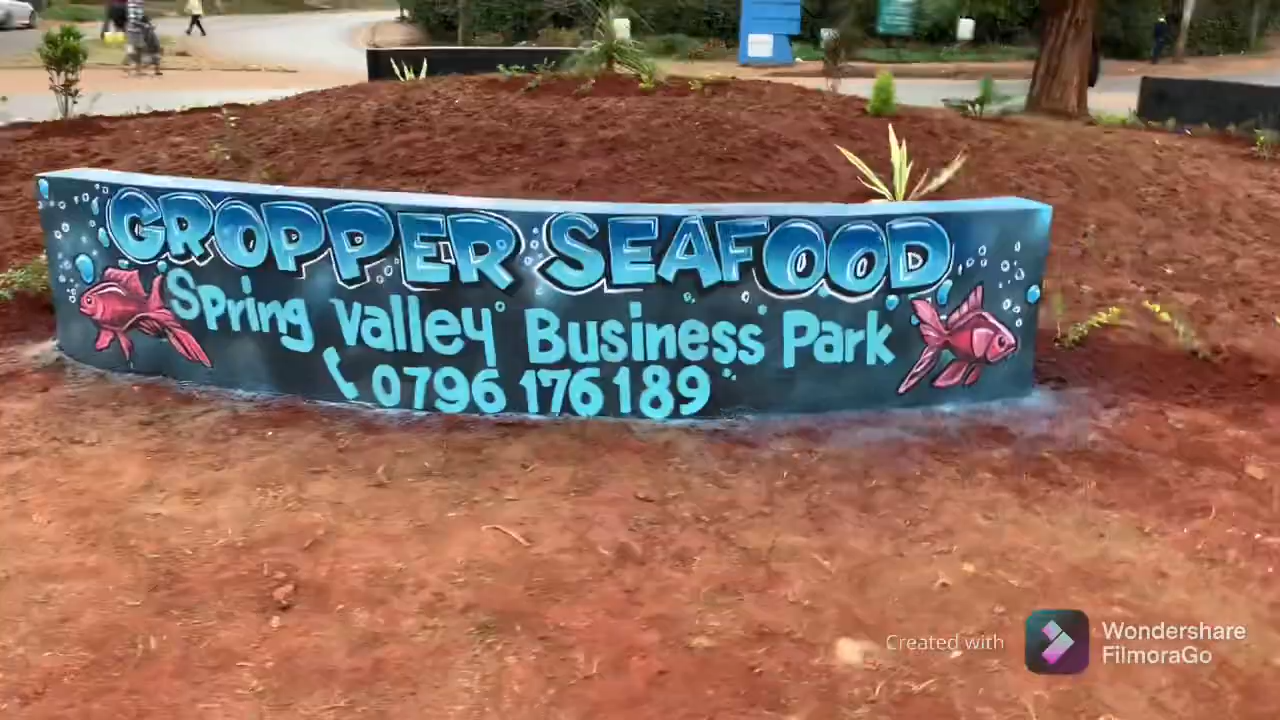 GROPPER SEAFOOD
Spring Valley Business Park
0796 176189
Created with
Wondershare
FilmoraGo